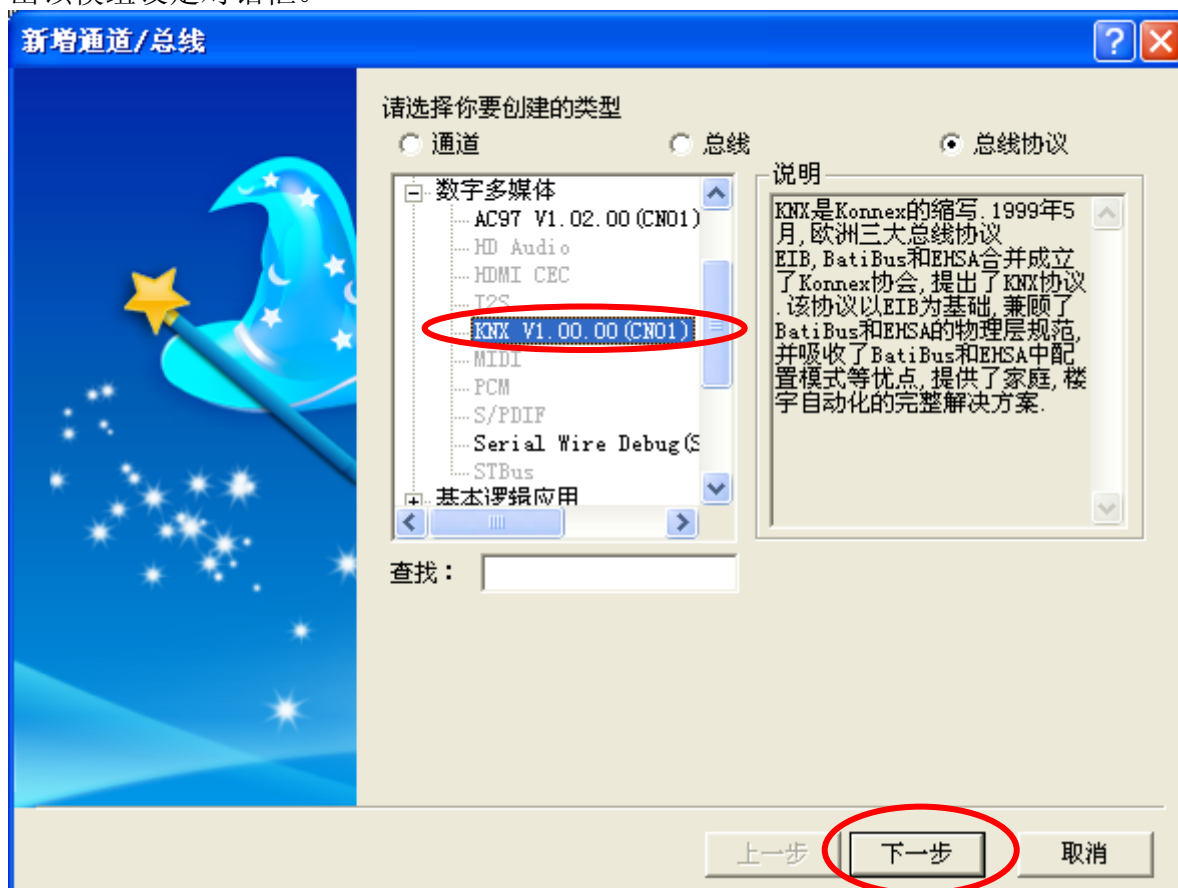 新增通道/总线
请选择你要创建的类型
通道 总线 总线协议
数字多媒体
AC97 V1.02.00(CN01)
HD Audio
HDMI CEC
I2S
KNX V1.00.00(CN01)
MIDI
PCM
S/PDIF
Serial Wire Debug(S
STBus
基本逻辑应用
说明
KNX是Konnex的缩写.1999年5
月,欧洲三大总线协议
EIB,BatiBus和EHSA合并成立
了Konnex协会,提出了KNX协议
.该协议以EIB为基础,兼顾了
BatiBus和EHSA的物理层规范,
并吸收了BatiBus和EHSA中配
置模式等优点,提供了家庭,楼
宇自动化的完整解决方案.
查找：
上一步 下一步 取消